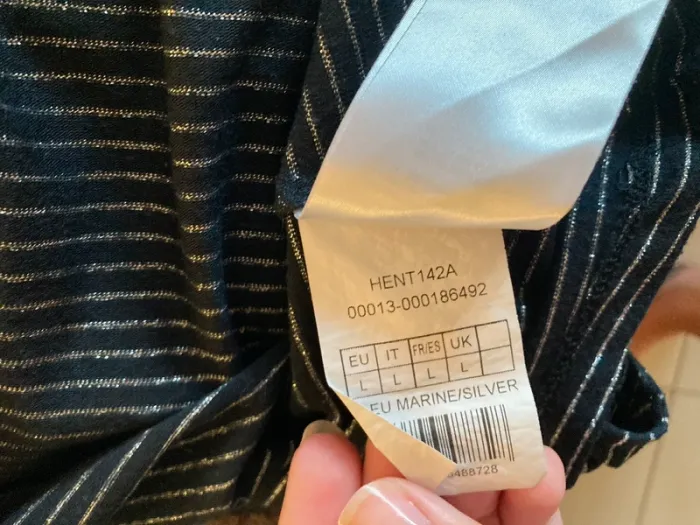 HENT142A
00013-000186492
EU IT FR/ES UK
L L L L
EU MARINE/SILVER
488728